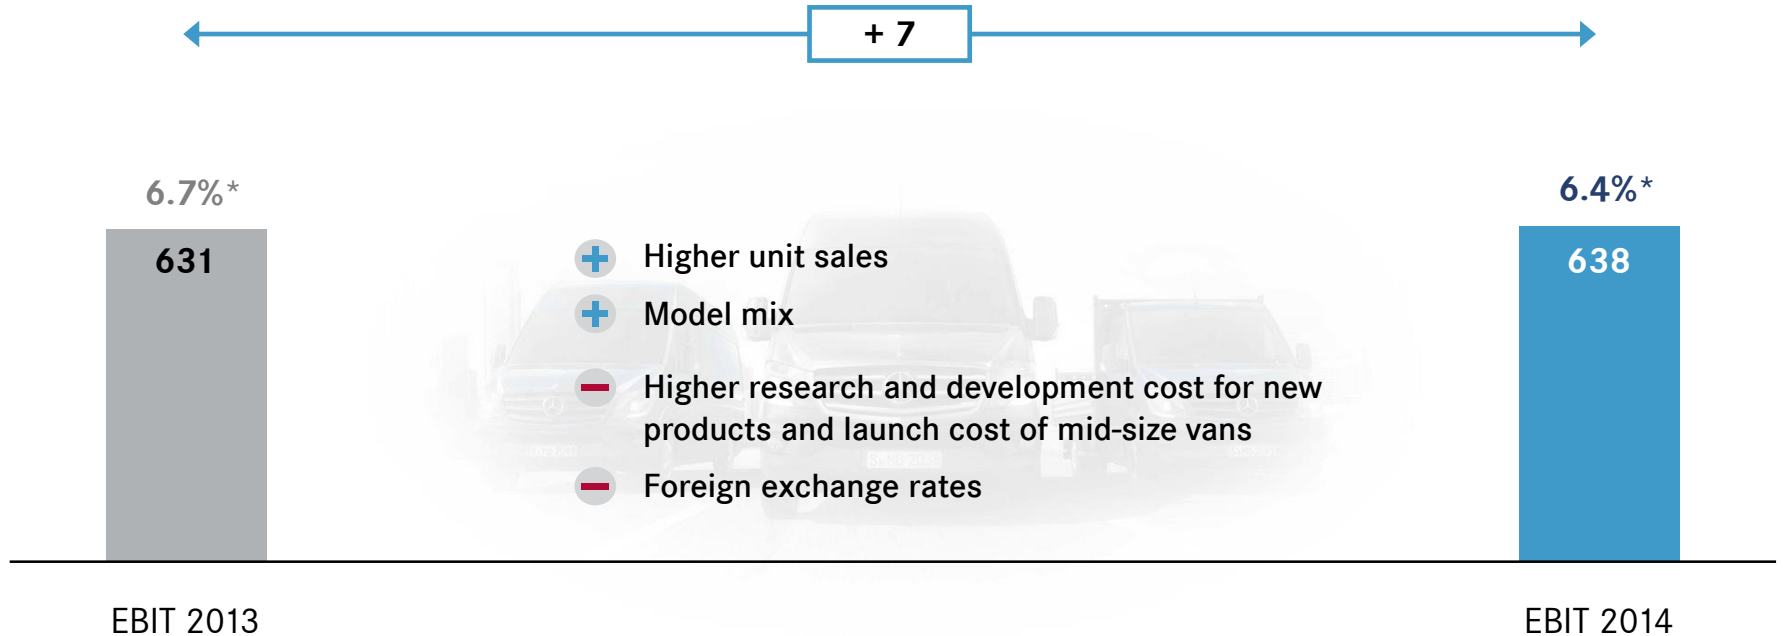 + 7
6.7%*
6.4%*
631
638
Higher unit sales
Model mix
Higher research and development cost for new
products and launch cost of mid-size vans
Foreign exchange rates
EBIT 2013
EBIT 2014